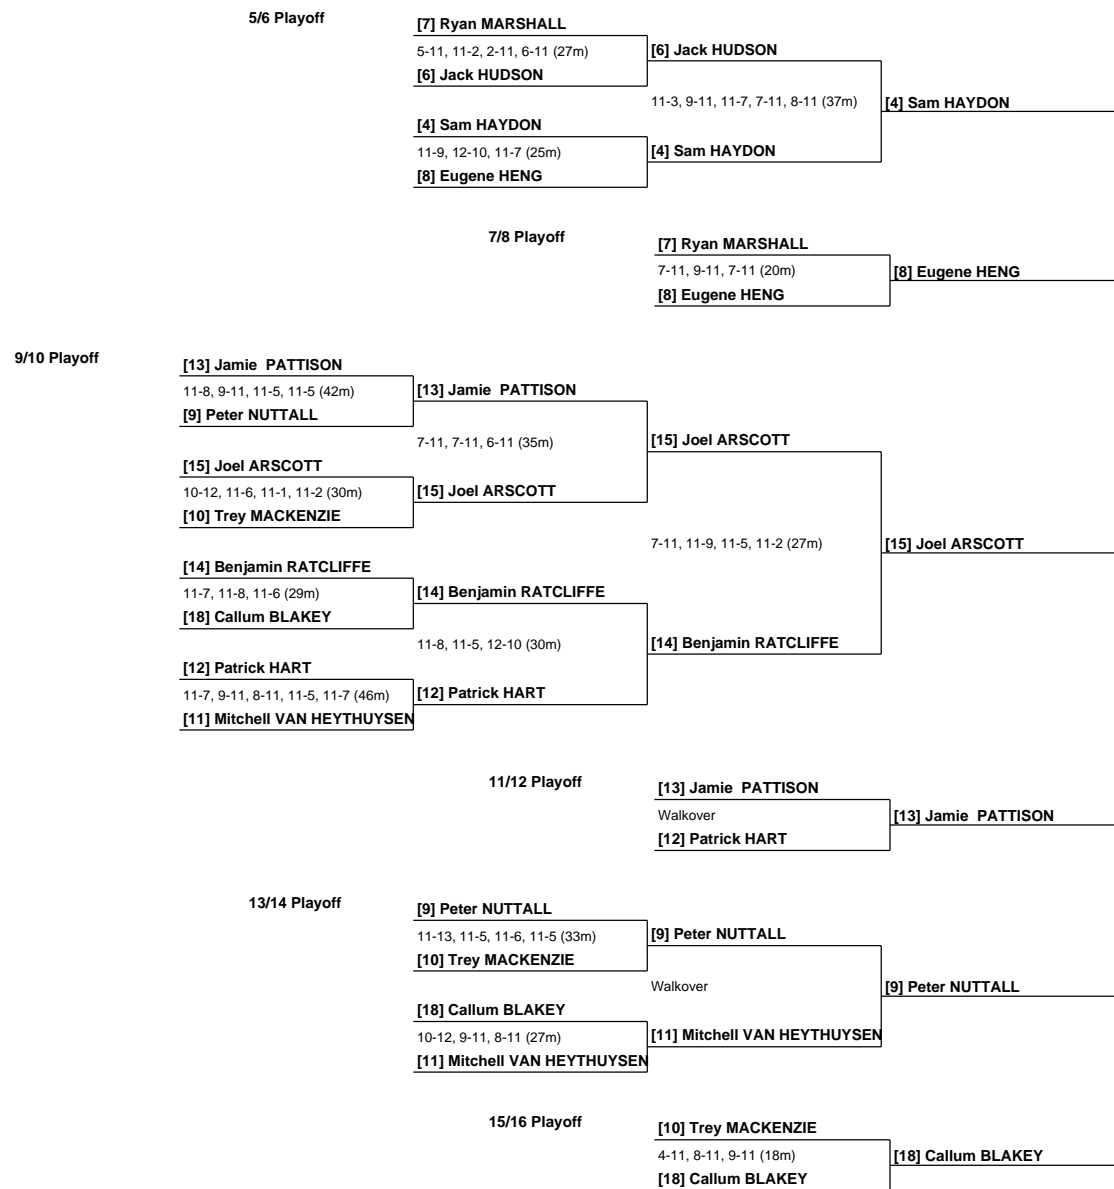 5/6 Playoff
[7] Ryan MARSHALL
5-11, 11-2, 2-11, 6-11 (27m)
[6] Jack HUDSON
[6] Jack HUDSON
11-3, 9-11, 11-7, 7-11, 8-11 (37m)
[4] Sam HAYDON
[4] Sam HAYDON
11-9, 12-10, 11-7 (25m)
[4] Sam HAYDON
[8] Eugene HENG
7/8 Playoff
[7] Ryan MARSHALL
7-11, 9-11, 7-11 (20m)
[8] Eugene HENG
[8] Eugene HENG
9/10 Playoff
[13] Jamie  PATTISON
11-8, 9-11, 11-5, 11-5 (42m)
[13] Jamie  PATTISON
[9] Peter NUTTALL
7-11, 7-11, 6-11 (35m)
[15] Joel ARSCOTT
[15] Joel ARSCOTT
10-12, 11-6, 11-1, 11-2 (30m)
[15] Joel ARSCOTT
[10] Trey MACKENZIE
7-11, 11-9, 11-5, 11-2 (27m)
[15] Joel ARSCOTT
[14] Benjamin RATCLIFFE
11-7, 11-8, 11-6 (29m)
[14] Benjamin RATCLIFFE
[18] Callum BLAKEY
11-8, 11-5, 12-10 (30m)
[14] Benjamin RATCLIFFE
[12] Patrick HART
11-7, 9-11, 8-11, 11-5, 11-7 (46m)
[12] Patrick HART
[11] Mitchell VAN HEYTHUYSEN
11/12 Playoff
[13] Jamie  PATTISON
Walkover
[13] Jamie  PATTISON
[12] Patrick HART
13/14 Playoff
[9] Peter NUTTALL
11-13, 11-5, 11-6, 11-5 (33m)
[9] Peter NUTTALL
[10] Trey MACKENZIE
Walkover
[9] Peter NUTTALL
[18] Callum BLAKEY
10-12, 9-11, 8-11 (27m)
[11] Mitchell VAN HEYTHUYSEN
[11] Mitchell VAN HEYTHUYSEN
15/16 Playoff
[10] Trey MACKENZIE
4-11, 8-11, 9-11 (18m)
[18] Callum BLAKEY
[18] Callum BLAKEY